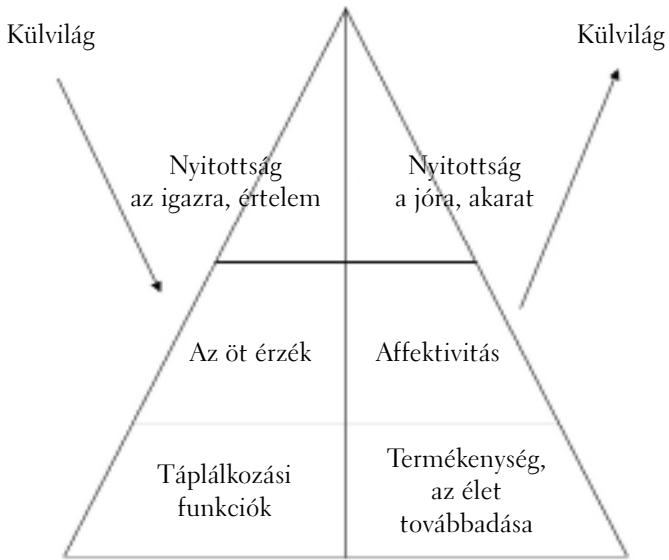 Külvilág
Külvilág
Nyitottság
az igazra, értelem
Nyitottság
a jóra, akarat
Az öt érzék
Affektivitás
Táplálkozási
funkciók
Termékenység,
az élet
továbbadása